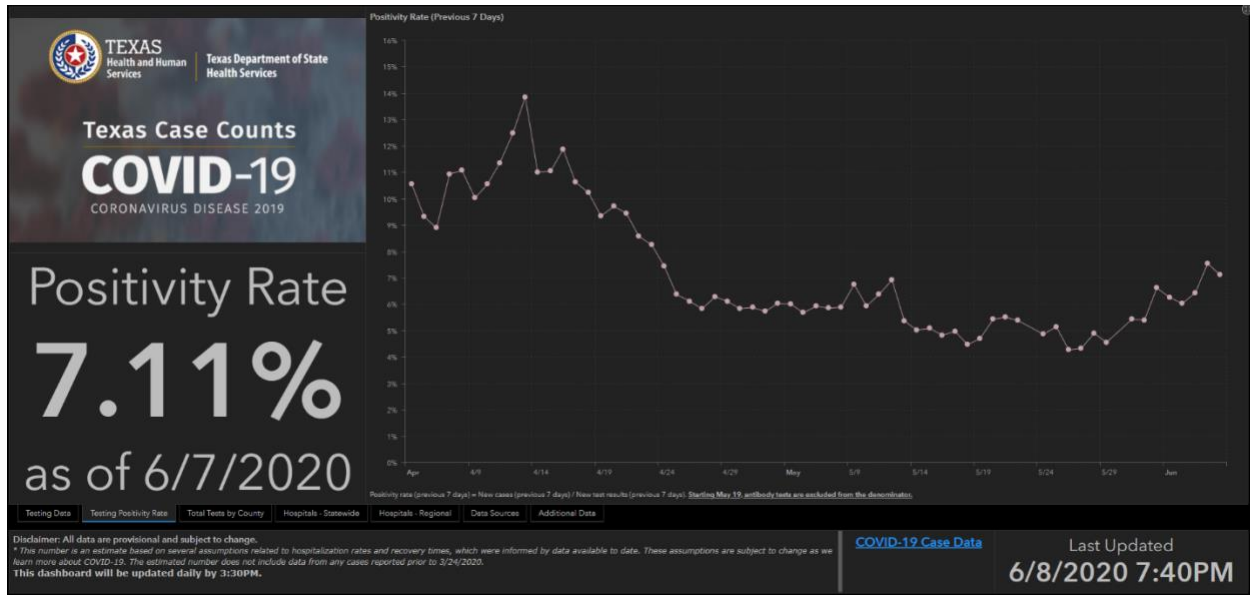 TEXAS
Health and Human
Services
Texas Department of State
Health Services
Texas Case Counts
COVID-19
CORONAVIRUS DISEASE 2019
Positivity Rate
7.11%
as of 6/7/2020
Positivity Rate (Previous 7 Days)
16%
15%
14%
13%
12%
11%
10%
9%
8%
7%
6%
5%
4%
3%
2%
1%
0%
Apr 4/9 4/14 4/19 4/24 4/29 May 5/9 5/14 5/19 5/24 5/29 Jun
Positivity rate (previous 7 days) = New cases (previous 7 days) / New test results (previous 7 days). Starting May 19, antibody tests are excluded from the denominator.
Testing Data Testing Positivity Rate Total Tests by County Hospitals - Statewide Hospitals - Regional Data Sources Additional Data
Disclaimer: All data are provisional and subject to change.
* This number is an estimate based on several assumptions related to hospitalization rates and recovery times, which were informed by data available to date. These assumptions are subject to change as we
learn more about COVID-19. The estimated number does not include data from any cases reported prior to 3/24/2020.
This dashboard will be updated daily by 3:30PM.
COVID-19 Case Data
Last Updated
6/8/2020 7:40PM